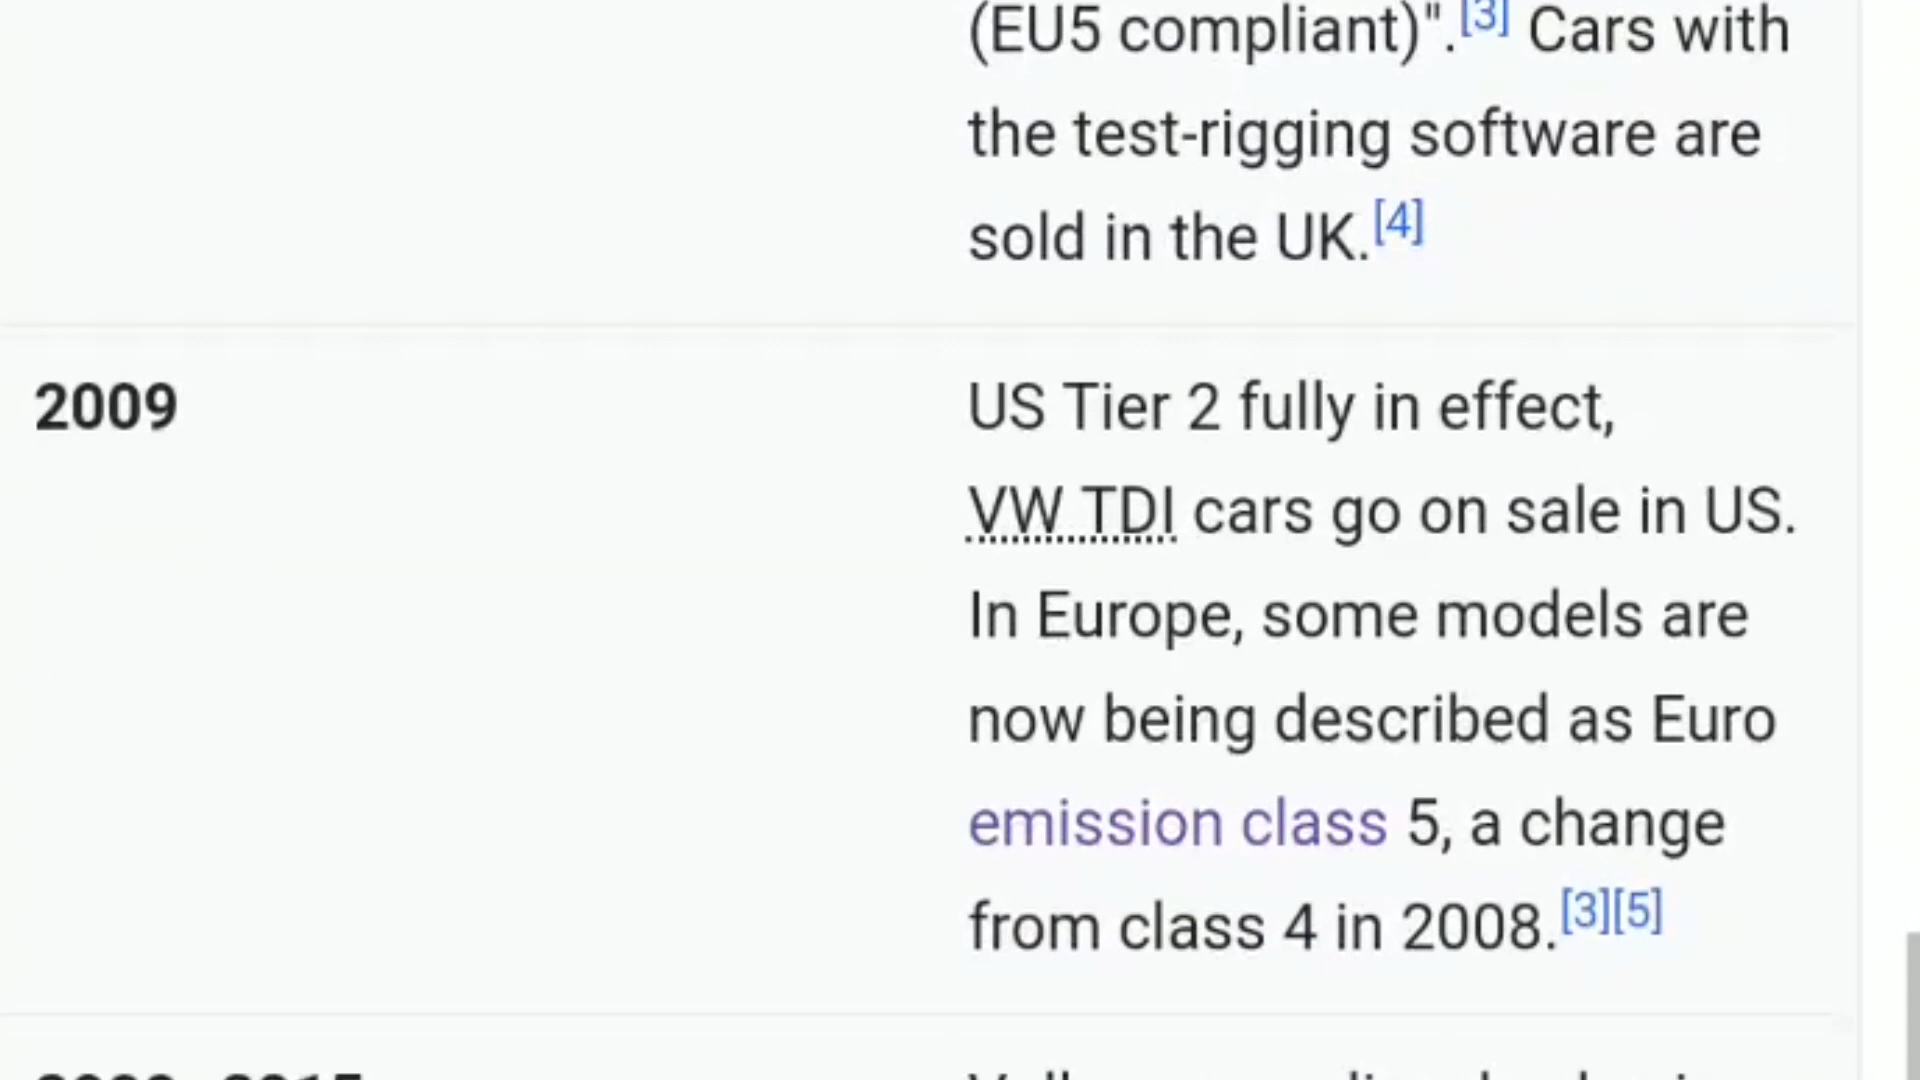 (EU5 compliant)".[3] Cars with
the test-rigging software are
sold in the UK.[4]
2009
US Tier 2 fully in effect,
VW TDI cars go on sale in US.
In Europe, some models are
now being described as Euro
emission class 5, a change
from class 4 in 2008.[3][5]